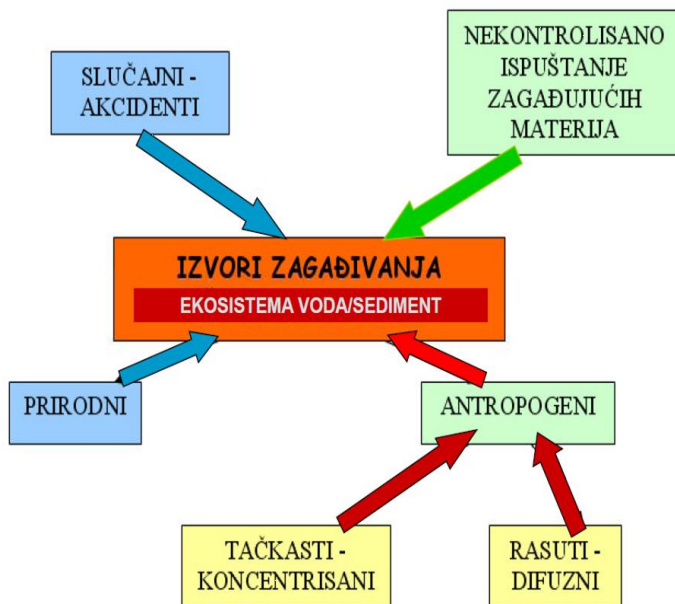 SLUČAJNI -
AKCIDENTI
NEKONTROLISANO
ISPUŠTANJE
ZAGAĐUJUĆIH
MATERIJA
IZVORI ZAGAĐIVANJA
EKOSISTEMA VODA/SEDIMENT
PRIRODNI
ANTROPOGENI
TAČKASTI -
KONCENTRISANI
RASUTI -
DIFUZNI